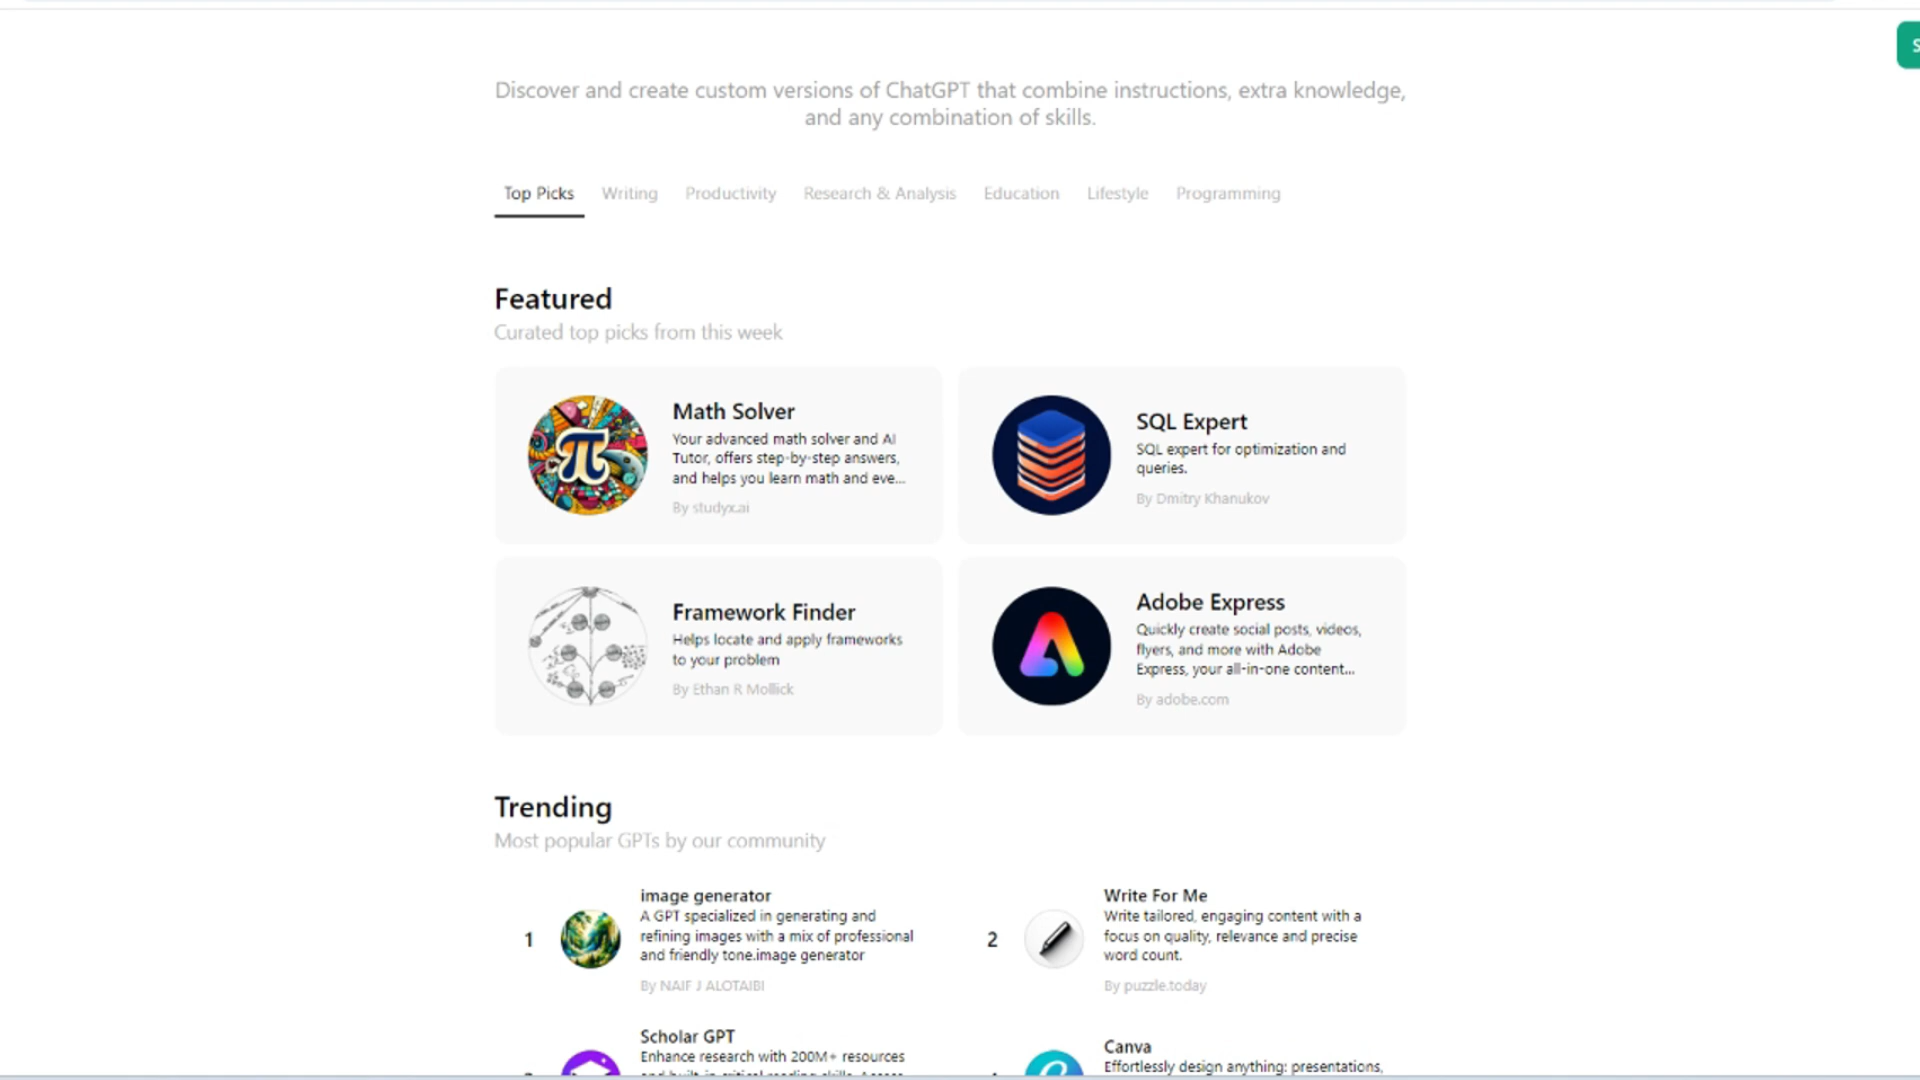 Discover and create custom versions of ChatGPT that combine instructions, extra knowledge,
and any combination of skills.
Top Picks Writing Productivity Research & Analysis Education Lifestyle Programming
Featured
Curated top picks from this week
Math Solver
Your advanced math solver and AI
Tutor, offers step-by-step answers,
and helps you learn math and eve...
By studyx.ai
SQL Expert
SQL expert for optimization and
queries.
By Dmitry Khanukov
Framework Finder
Helps locate and apply frameworks
to your problem
By Ethan R Mollick
Adobe Express
Quickly create social posts, videos,
flyers, and more with Adobe
Express, your all-in-one content...
By adobe.com
Trending
Most popular GPTs by our community
1
image generator
A GPT specialized in generating and
refining images with a mix of professional
and friendly tone.image generator
By NAIF J ALOTAIBI
2
Write For Me
Write tailored, engaging content with a
focus on quality, relevance and precise
word count.
By puzzle.today
Scholar GPT
Enhance research with 200M+ resources
Canva
Effortlessly design anything: presentations,